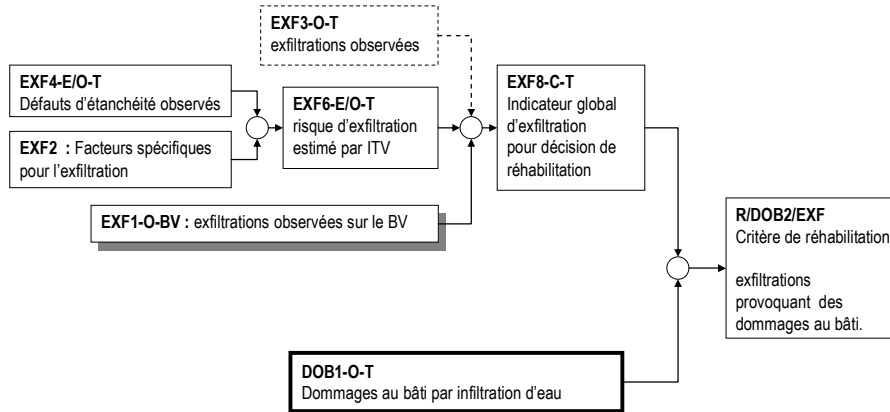 EXF3-O-T
exfiltrations observées
EXF4-E/O-T
Défauts d'étanchéité observés
EXF2 : Facteurs spécifiques
pour l'exfiltration
EXF6-E/O-T
risque d'exfiltration
estimé par ITV
EXF8-C-T
Indicateur global
d'exfiltration
pour décision de
réhabilitation
EXF1-O-BV : exfiltrations observées sur le BV
R/DOB2/EXF
Critère de réhabilitation
exfiltrations
provoquant des
dommages au bâti.
DOB1-O-T
Dommages au bâti par infiltration d'eau